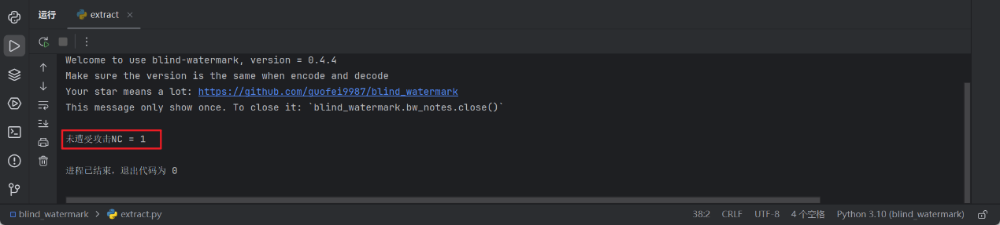 运行
extract
Welcome to use blind-watermark, version = 0.4.4
Make sure the version is the same when encode and decode
Your star means a lot: https://github.com/guofei9987/blind_watermark
This message only show once. To close it: `blind_watermark.bw_notes.close()`
未遭受攻击NC = 1
进程已结束，退出代码为 0
blind_watermark > extract.py 38:2 CRLF UTF-8 4 个空格 Python 3.10 (blind_watermark)